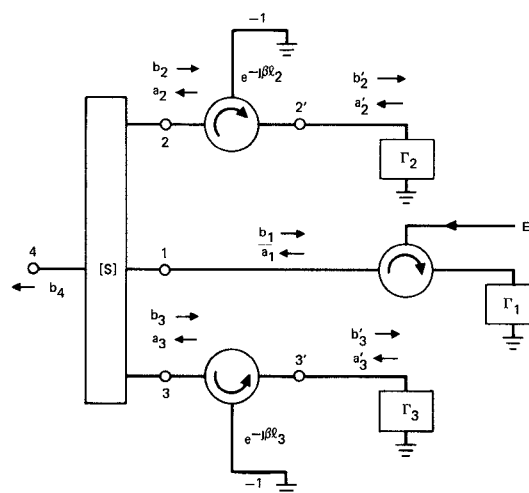 −1
b₂ →
a₂ ←
e^−jβℓ₂
b'₂ →
a'₂ ←
2
2'
Γ₂
4
b₄ ←
[S]
1
b₁ →
a₁ ←
E
Γ₁
b₃ →
a₃ ←
b'₃ →
a'₃ ←
3
3'
Γ₃
e^−jβℓ₃
−1